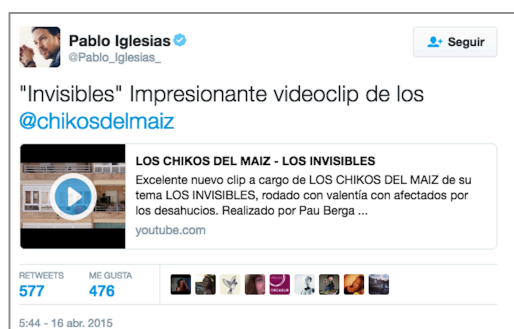 Pablo Iglesias
@Pablo_Iglesias_
Seguir
"Invisibles" Impresionante videoclip de los
@chikosdelmaiz
LOS CHIKOS DEL MAIZ - LOS INVISIBLES
Excelente nuevo clip a cargo de LOS CHIKOS DEL MAIZ de su
tema LOS INVISIBLES, rodado con valentía con afectados por
los desahucios. Realizado por Pau Berga ...
youtube.com
RETWEETS
577
ME GUSTA
476
5:44 - 16 abr. 2015